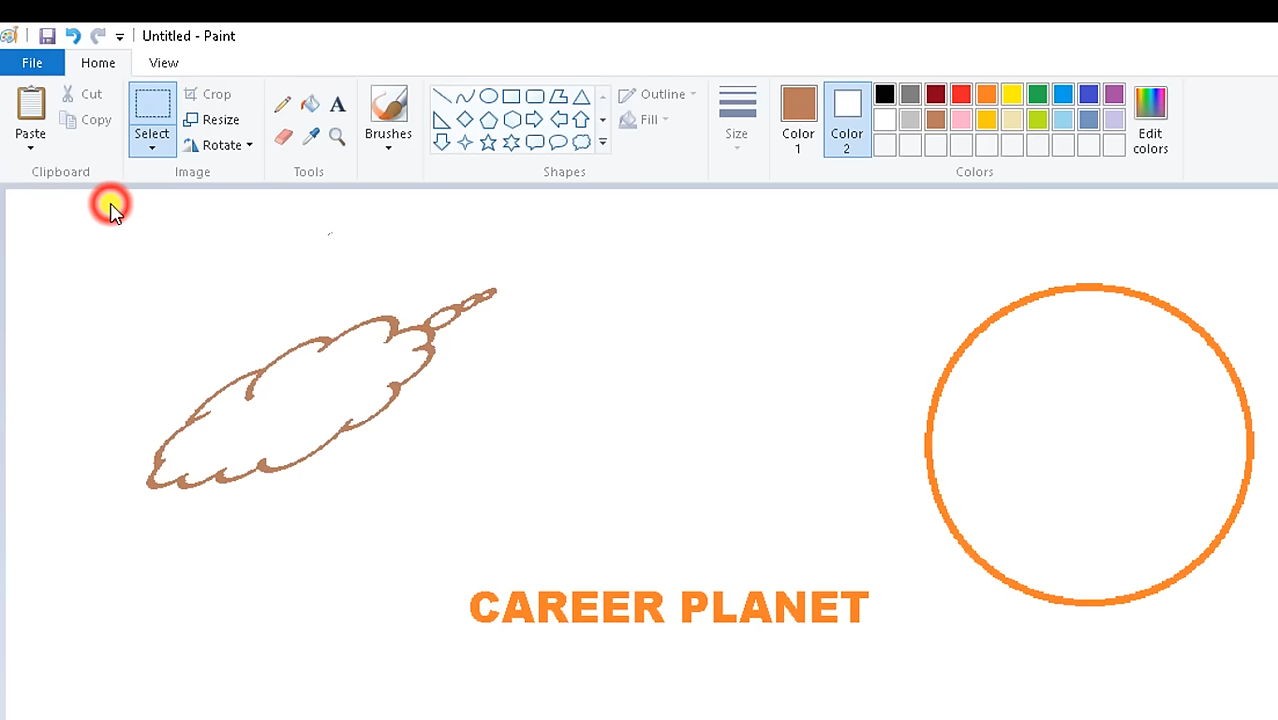 Untitled - Paint
File Home View
Paste Cut Copy Select Crop Resize Rotate A Brushes Outline Fill Size Color 1 Color 2 Edit colors
Clipboard Image Tools Shapes Colors
CAREER PLANET